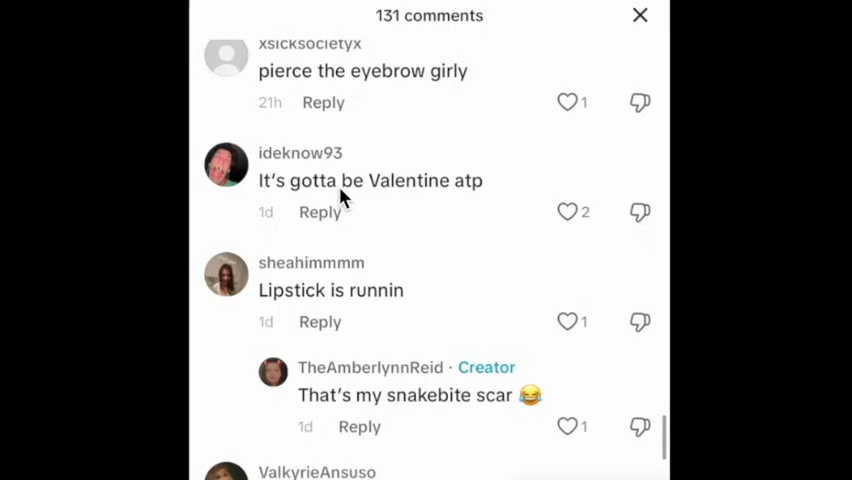 131 comments
xsicksocietyx
pierce the eyebrow girly
21h Reply 1
ideknow93
It's gotta be Valentine atp
1d Reply 2
sheahimmmm
Lipstick is runnin
1d Reply 1
TheAmberlynnReid · Creator
That's my snakebite scar 😂
1d Reply 1
ValkyrieAnsuso